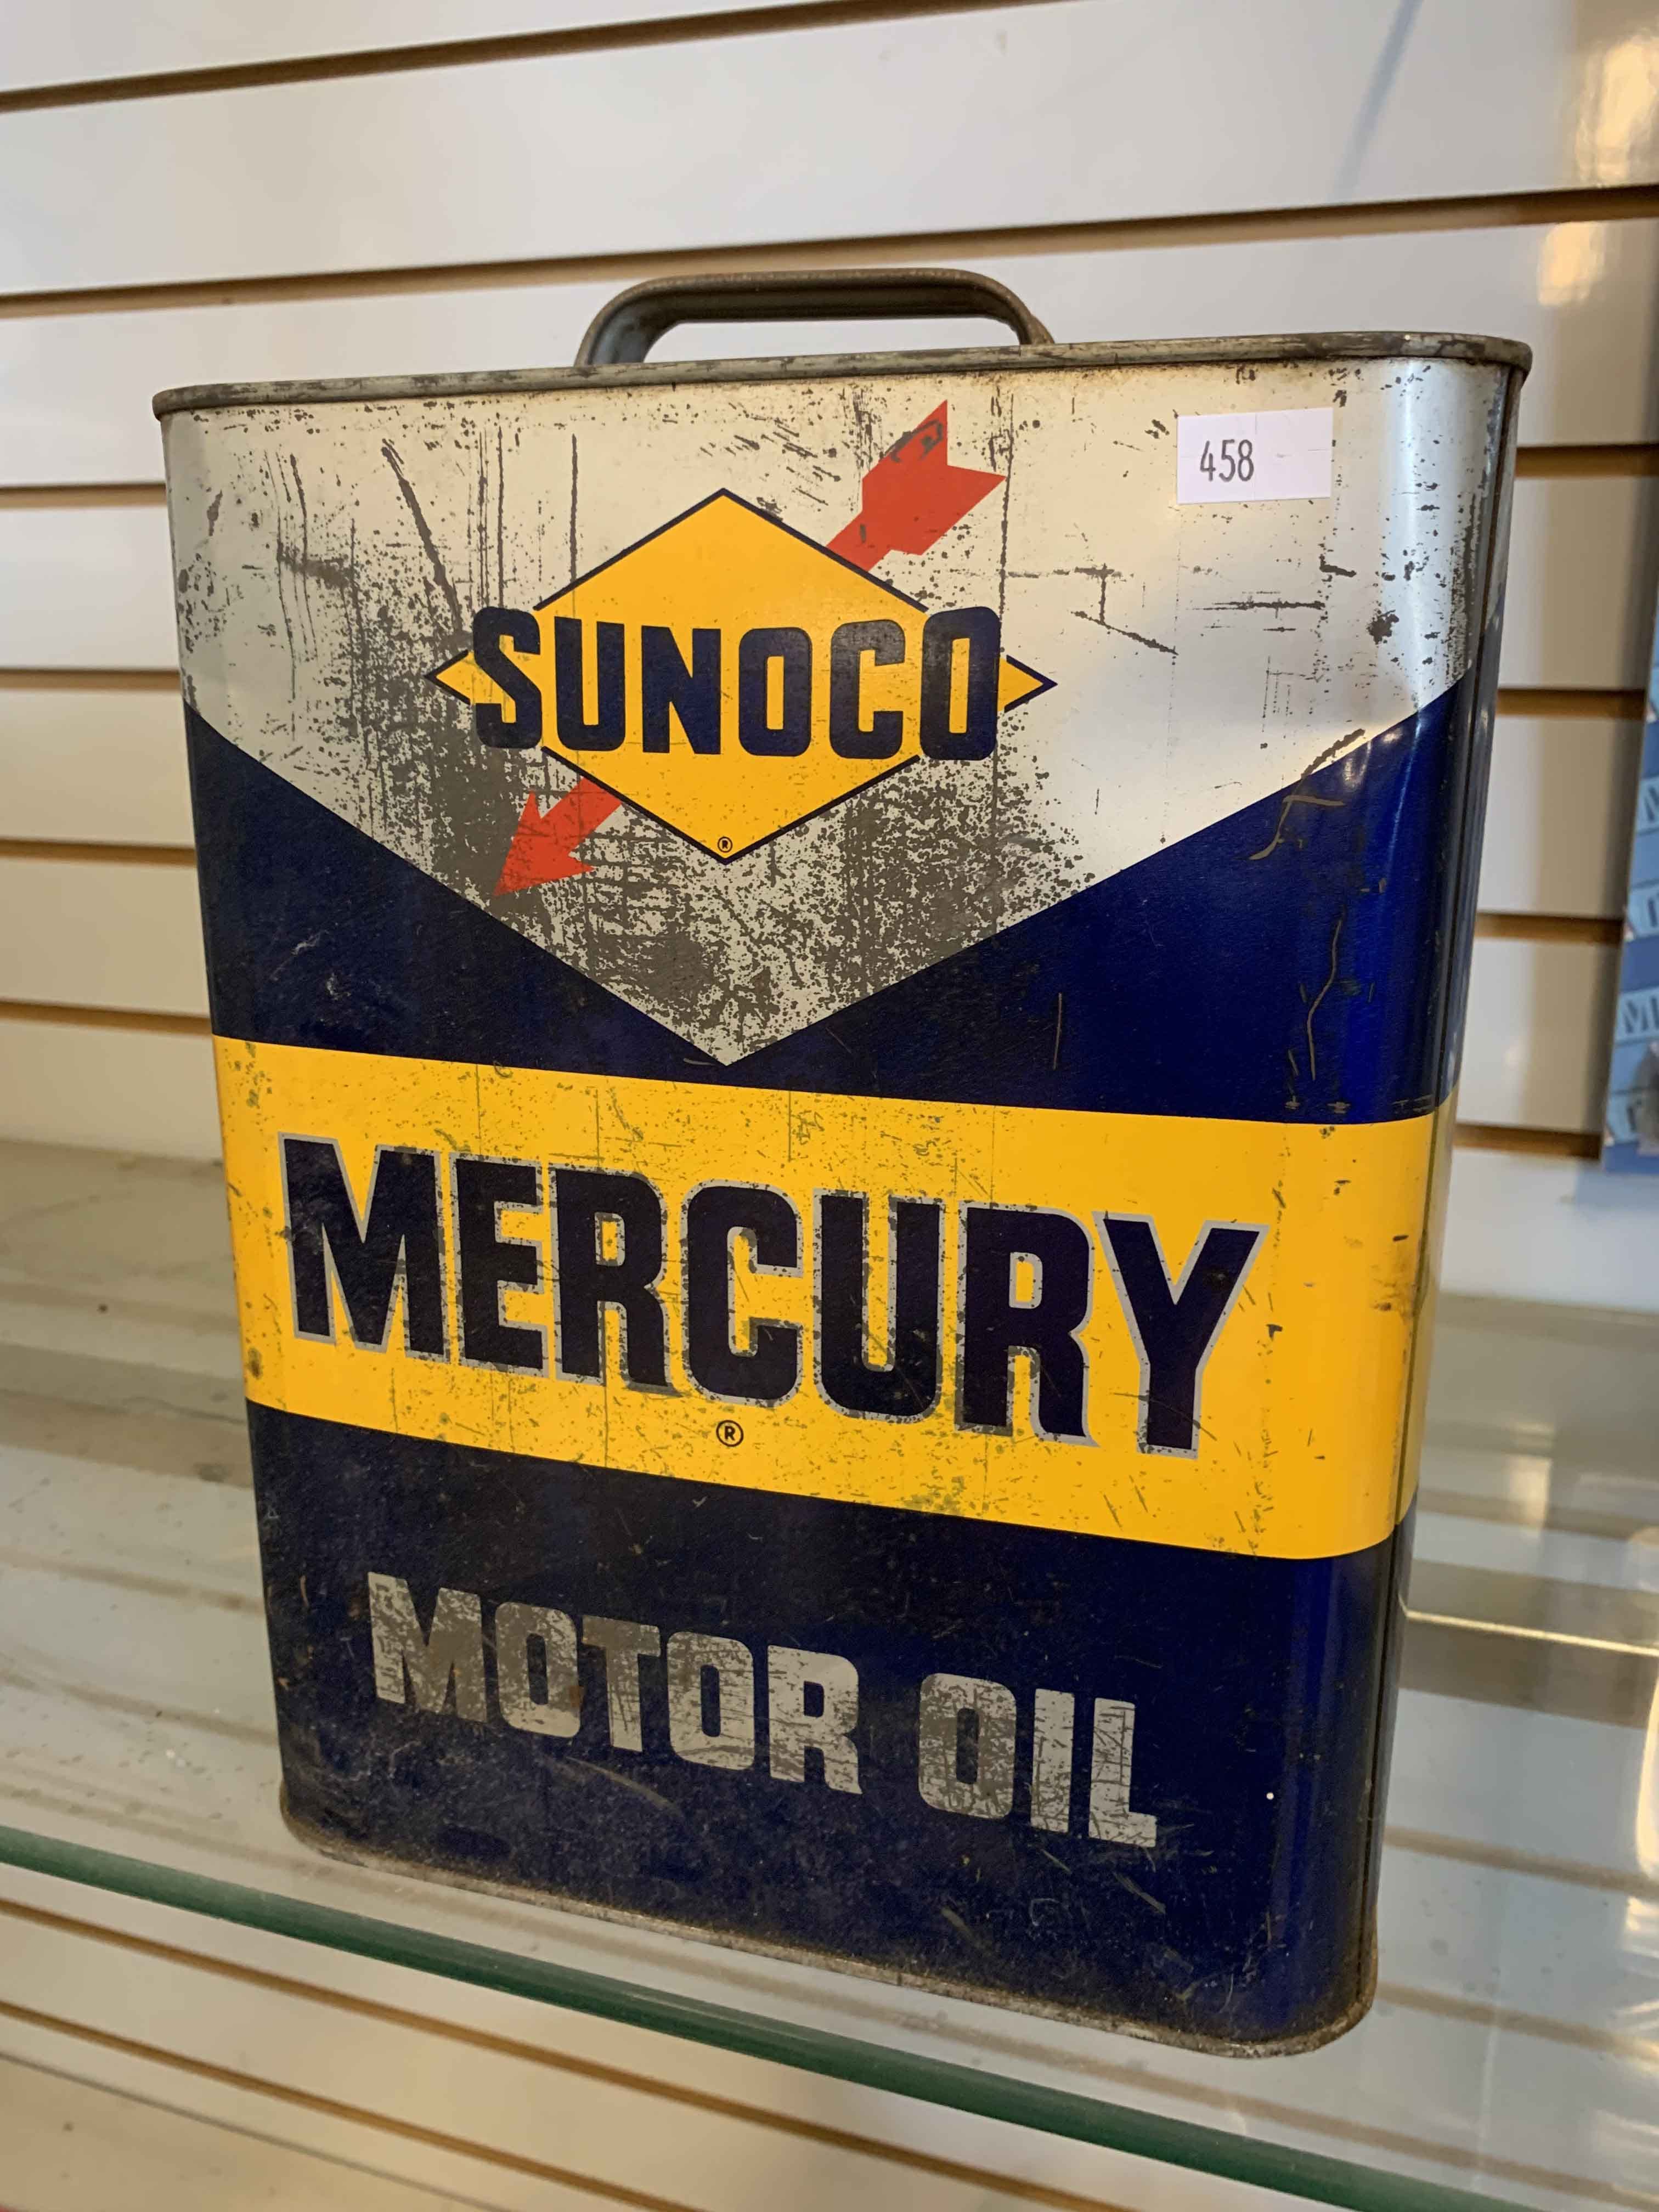 458
SUNOCO
®
MERCURY
®
MOTOR OIL